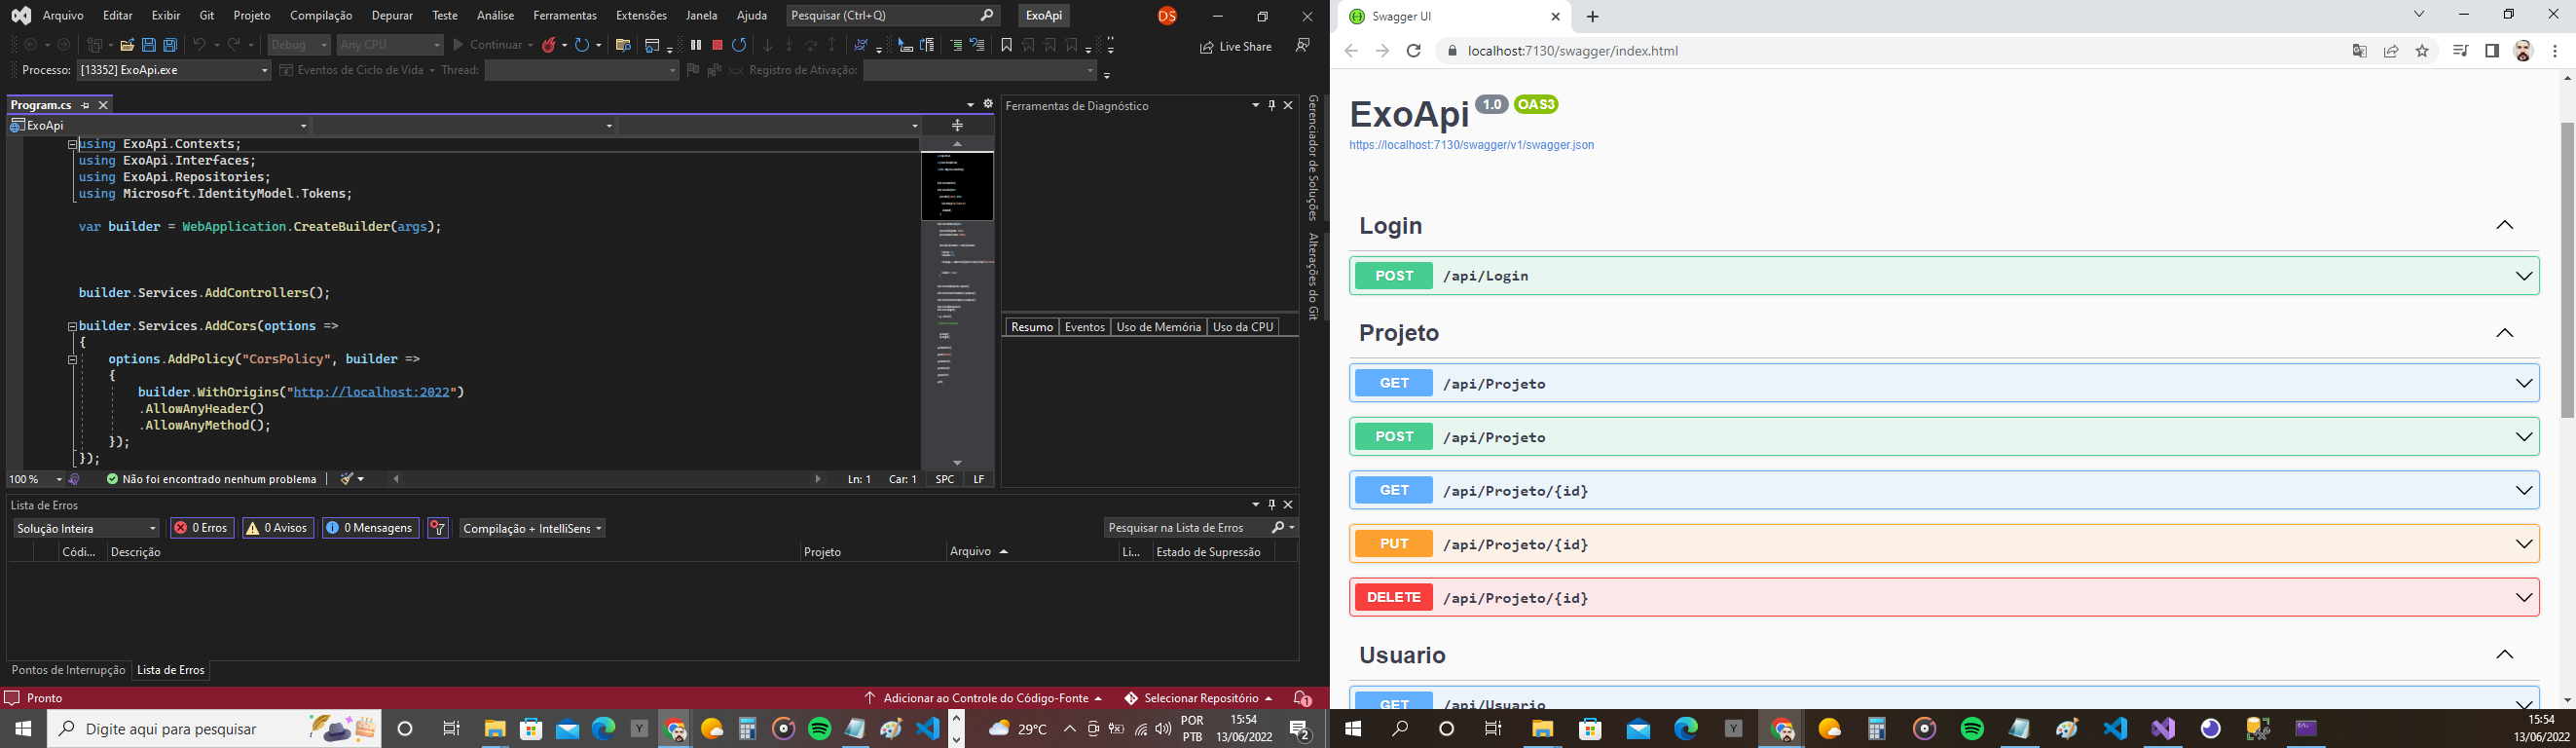 Arquivo Editar Exibir Git Projeto Compilação Depurar Teste Análise Ferramentas Extensões Janela Ajuda Pesquisar (Ctrl+Q) ExoApi DS
Debug Any CPU Continuar Live Share
Processo: [13352] ExoApi.exe Eventos de Ciclo de Vida Thread: Registro de Ativação:
Program.cs
ExoApi
using ExoApi.Contexts;
using ExoApi.Interfaces;
using ExoApi.Repositories;
using Microsoft.IdentityModel.Tokens;
var builder = WebApplication.CreateBuilder(args);
builder.Services.AddControllers();
builder.Services.AddCors(options =>
{
options.AddPolicy("CorsPolicy", builder =>
{
builder.WithOrigins("http://localhost:2022")
.AllowAnyHeader()
.AllowAnyMethod();
});
});
100 % Não foi encontrado nenhum problema Ln: 1 Car: 1 SPC LF
Ferramentas de Diagnóstico
Resumo Eventos Uso de Memória Uso da CPU
Gerenciador de Soluções
Alterações do Git
Lista de Erros
Solução Inteira 0 Erros 0 Avisos 0 Mensagens Compilação + IntelliSens Pesquisar na Lista de Erros
Códi... Descrição Projeto Arquivo Li... Estado de Supressão
Pontos de Interrupção Lista de Erros
Pronto Adicionar ao Controle do Código-Fonte Selecionar Repositório 1
Digite aqui para pesquisar 29°C POR PTB 15:54 13/06/2022 2
Swagger UI
localhost:7130/swagger/index.html
ExoApi 1.0 OAS3
https://localhost:7130/swagger/v1/swagger.json
Login
POST /api/Login
Projeto
GET /api/Projeto
POST /api/Projeto
GET /api/Projeto/{id}
PUT /api/Projeto/{id}
DELETE /api/Projeto/{id}
Usuario
GET /api/Usuario
15:54
13/06/2022